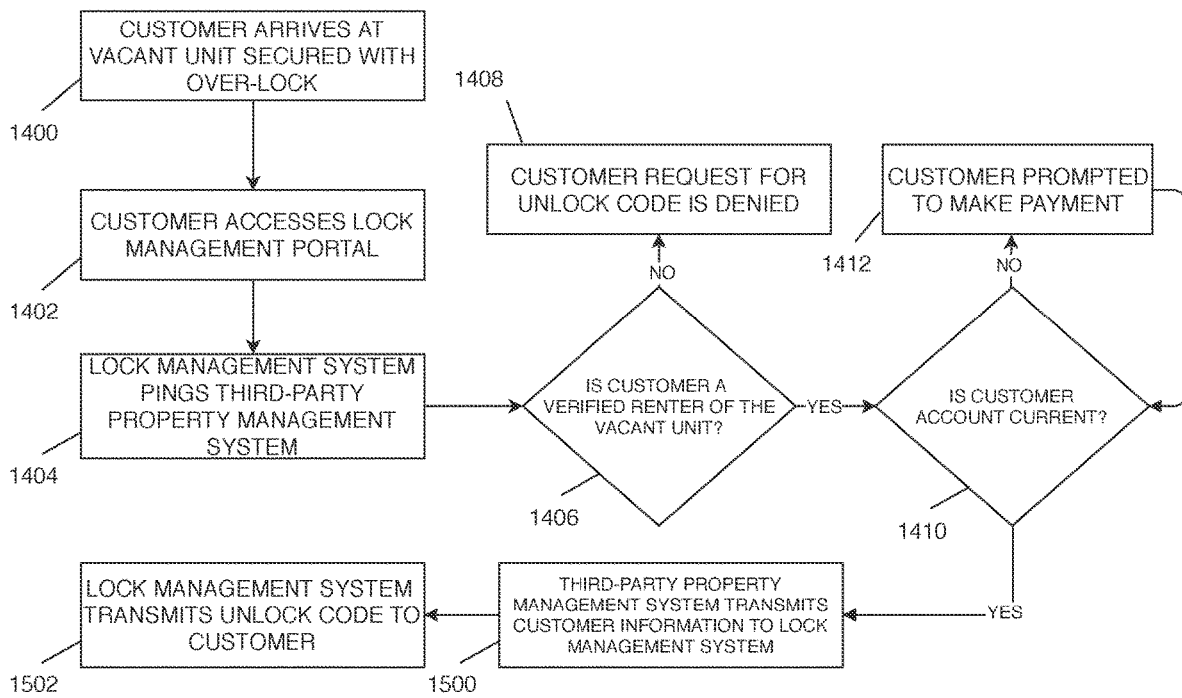 CUSTOMER ARRIVES AT
VACANT UNIT SECURED WITH
OVER-LOCK
1400
CUSTOMER ACCESSES LOCK
MANAGEMENT PORTAL
1402
LOCK MANAGEMENT SYSTEM
PINGS THIRD-PARTY
PROPERTY MANAGEMENT
SYSTEM
1404
IS CUSTOMER A
VERIFIED RENTER OF THE
VACANT UNIT?
1406
NO
1408
CUSTOMER REQUEST FOR
UNLOCK CODE IS DENIED
YES
IS CUSTOMER
ACCOUNT CURRENT?
1410
NO
CUSTOMER PROMPTED
TO MAKE PAYMENT
1412
YES
THIRD-PARTY PROPERTY
MANAGEMENT SYSTEM TRANSMITS
CUSTOMER INFORMATION TO LOCK
MANAGEMENT SYSTEM
1500
LOCK MANAGEMENT SYSTEM
TRANSMITS UNLOCK CODE TO
CUSTOMER
1502